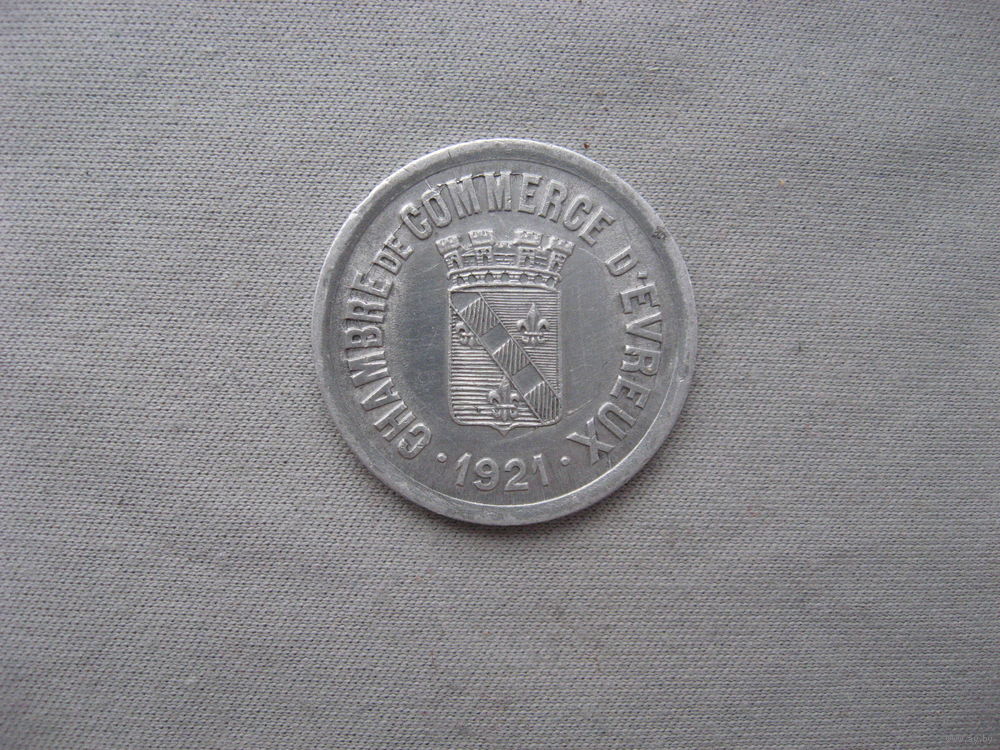 CHAMBRE DE COMMERCE D'EVREUX
· 1921 ·